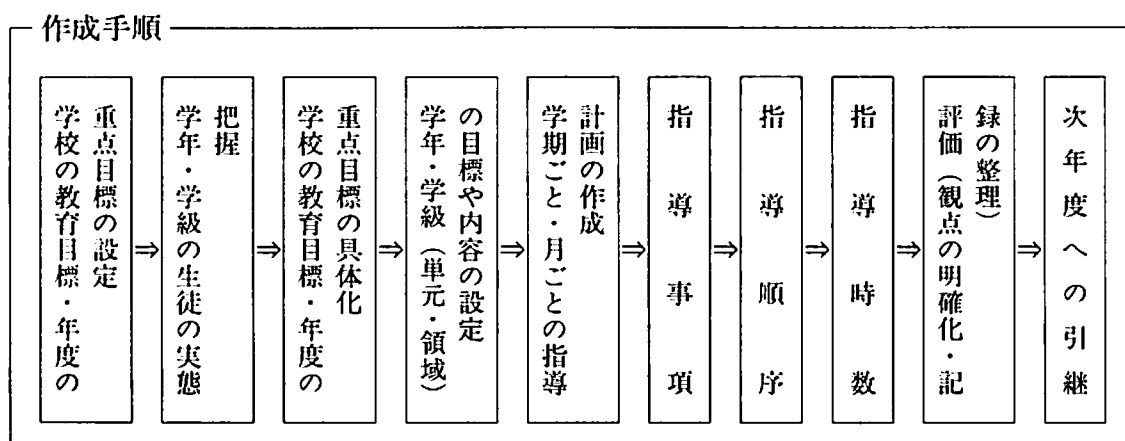 作成手順
学校の教育目標・年度の
重点目標の設定
⇒
学年・学級の生徒の実態
把握
⇒
学校の教育目標・年度の
重点目標の具体化
⇒
学年・学級（単元・領域）
の目標や内容の設定
⇒
学期ごと・月ごとの指導
計画の作成
⇒
指導事項
⇒
指導順序
⇒
指導時数
⇒
評価（観点の明確化・記
録の整理）
⇒
次年度への引継